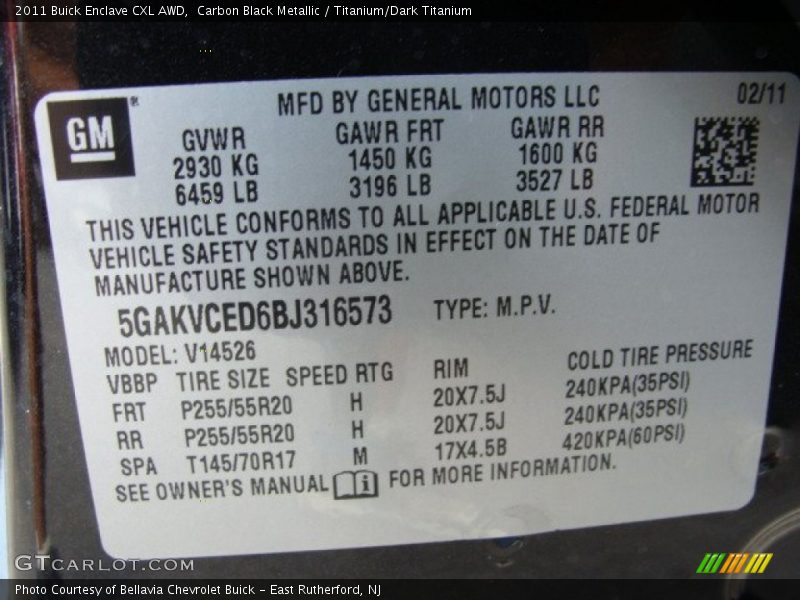 2011 Buick Enclave CXL AWD,  Carbon Black Metallic / Titanium/Dark Titanium
GM®
MFD BY GENERAL MOTORS LLC
02/11
GVWR GAWR FRT GAWR RR
2930 KG 1450 KG 1600 KG
6459 LB 3196 LB 3527 LB
THIS VEHICLE CONFORMS TO ALL APPLICABLE U.S. FEDERAL MOTOR
VEHICLE SAFETY STANDARDS IN EFFECT ON THE DATE OF
MANUFACTURE SHOWN ABOVE.
5GAKVCED6BJ316573 TYPE: M.P.V.
MODEL: V14526
VBBP TIRE SIZE SPEED RTG RIM COLD TIRE PRESSURE
FRT P255/55R20 H 20X7.5J 240KPA(35PSI)
RR P255/55R20 H 20X7.5J 240KPA(35PSI)
SPA T145/70R17 M 17X4.5B 420KPA(60PSI)
SEE OWNER'S MANUAL i FOR MORE INFORMATION.
GTCARLOT.COM
Photo Courtesy of Bellavia Chevrolet Buick - East Rutherford, NJ